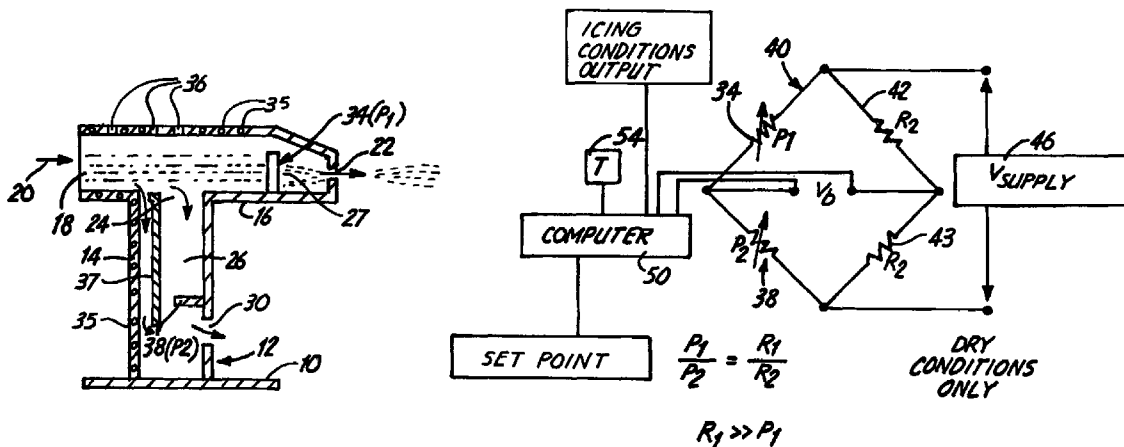 36
35
34(P1)
22
20
18
24
16
27
14
37
26
30
35
38(P2)
12
10
ICING
CONDITIONS
OUTPUT
40
34
P1
42
R2
54
T
46
VSUPPLY
V0
COMPUTER
50
P2
38
43
R2
SET POINT
P1/P2 = R1/R2
DRY
CONDITIONS
ONLY
R1 >> P1